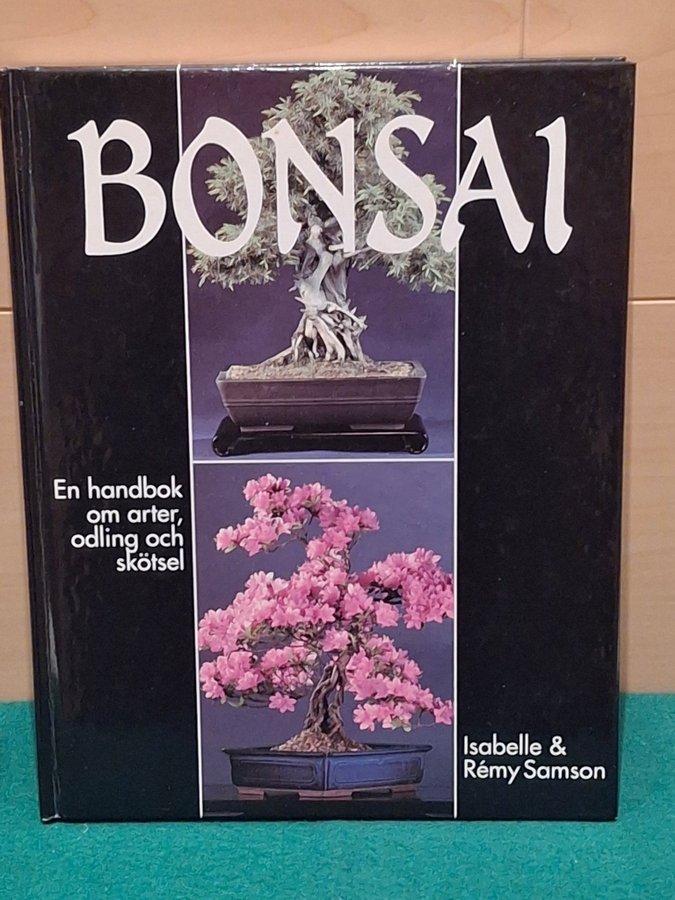 BONSAI
En handbok
om arter,
odling och
skötsel
Isabelle &
Rémy Samson